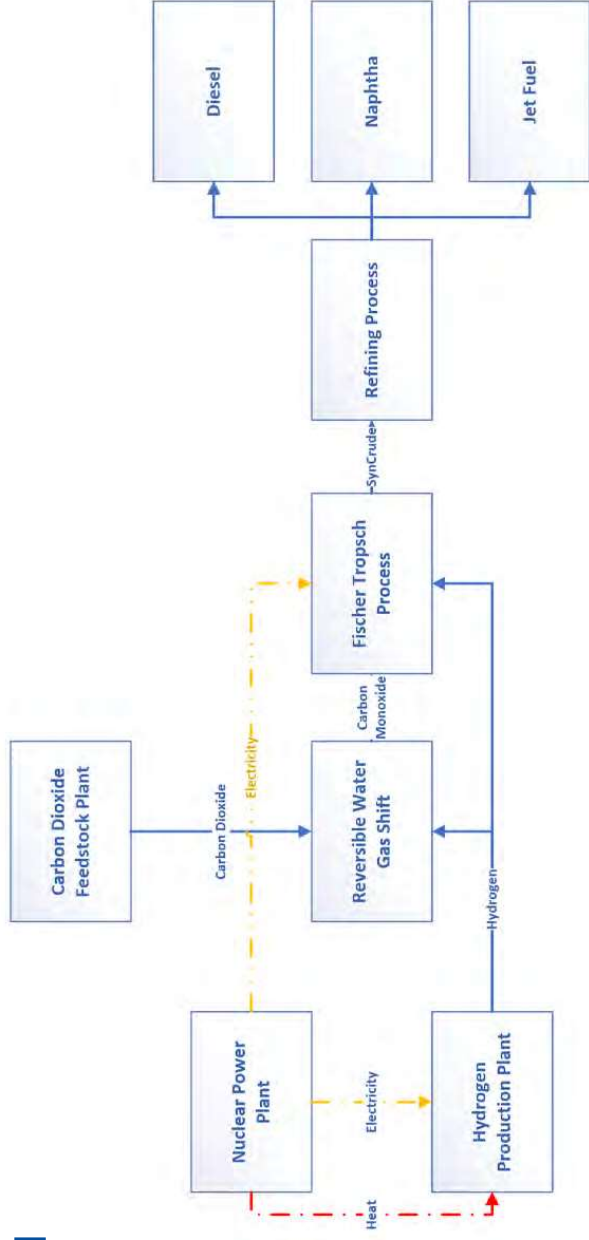 Carbon Dioxide
Feedstock Plant
Carbon Dioxide
Electricity
Nuclear Power
Plant
Heat
Electricity
Hydrogen
Production Plant
Hydrogen
Reversible Water
Gas Shift
Carbon
Monoxide
Fischer Tropsch
Process
SynCrude
Refining Process
Diesel
Naphtha
Jet Fuel